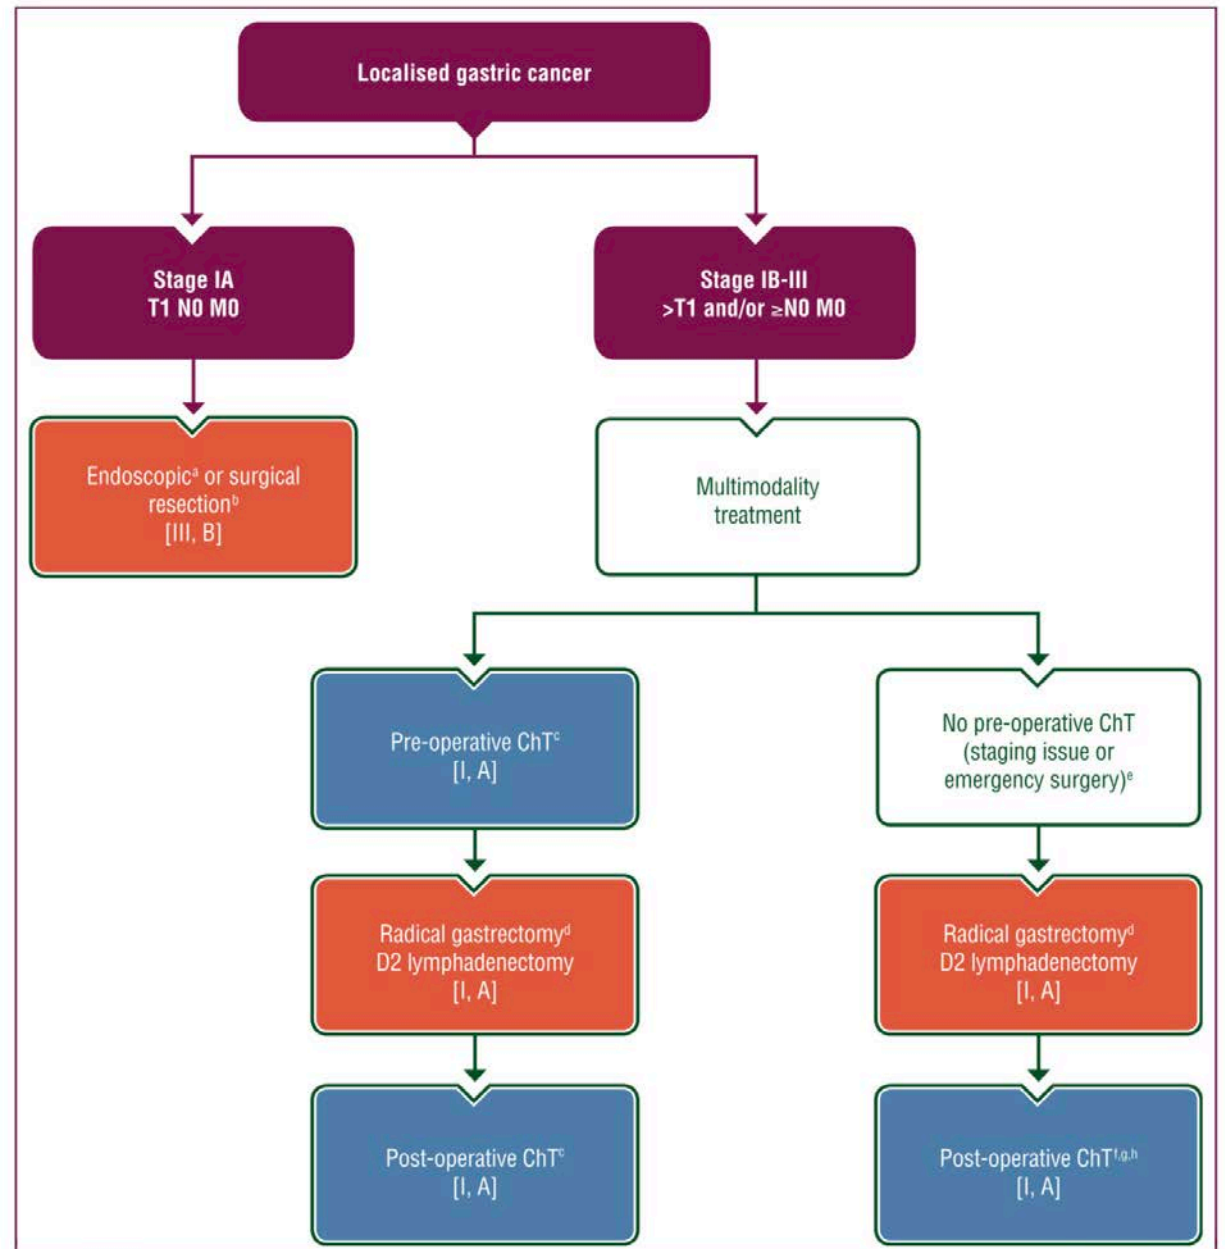 Localised gastric cancer
Stage IA
T1 N0 M0
Stage IB-III
>T1 and/or ≥N0 M0
Endoscopicᵃ or surgical
resectionᵇ
[III, B]
Multimodality
treatment
Pre-operative ChTᶜ
[I, A]
No pre-operative ChT
(staging issue or
emergency surgery)ᵉ
Radical gastrectomyᵈ
D2 lymphadenectomy
[I, A]
Radical gastrectomyᵈ
D2 lymphadenectomy
[I, A]
Post-operative ChTᶜ
[I, A]
Post-operative ChTᶠ,ᵍ,ʰ
[I, A]